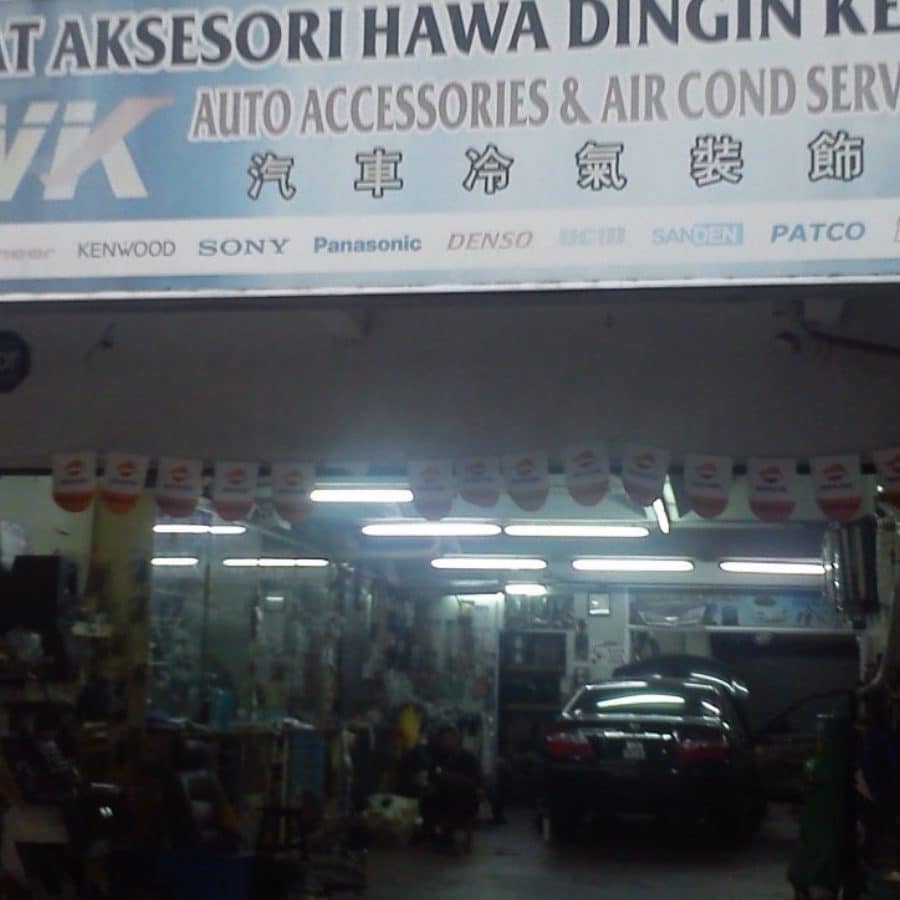 AT AKSESORI HAWA DINGIN KE
AUTO ACCESSORIES & AIR COND SERV
汽車冷氣裝飾
neer KENWOOD SONY Panasonic DENSO SANDEN PATCO